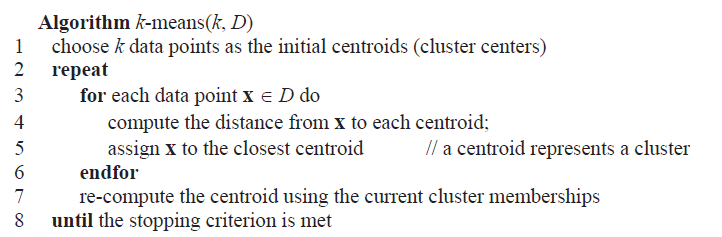 Algorithm k-means(k, D)
1 choose k data points as the initial centroids (cluster centers)
2 repeat
3 for each data point x ∈ D do
4 compute the distance from x to each centroid;
5 assign x to the closest centroid // a centroid represents a cluster
6 endfor
7 re-compute the centroid using the current cluster memberships
8 until the stopping criterion is met